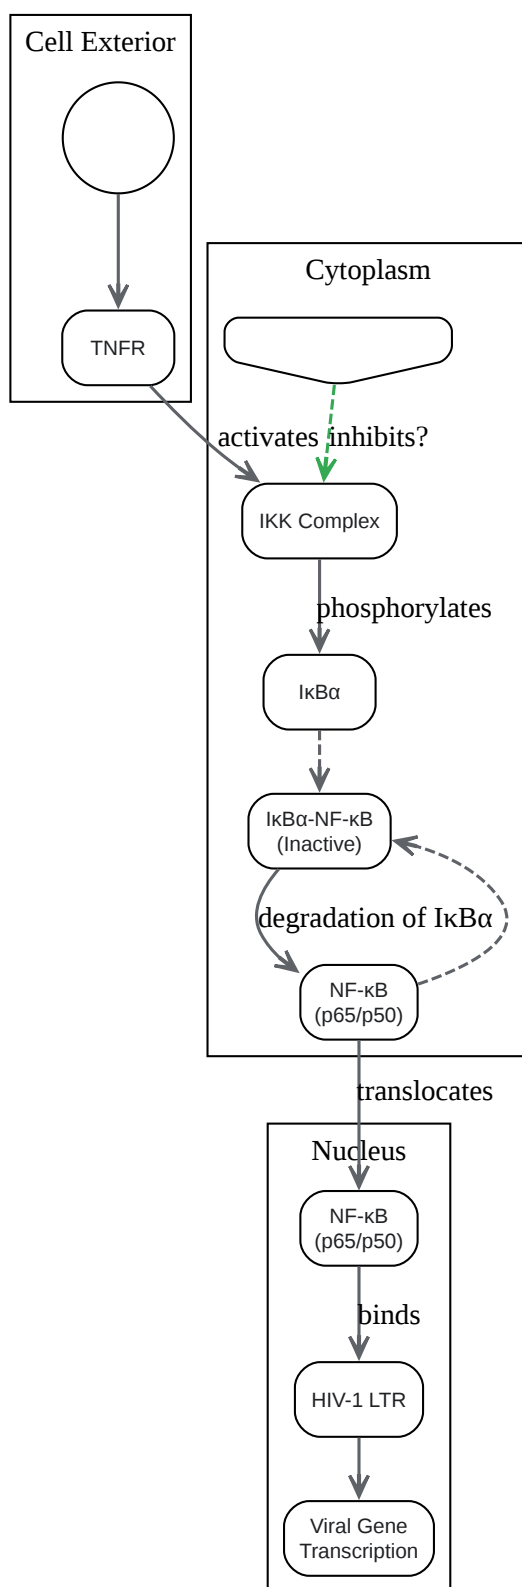 Cell Exterior
TNFR
Cytoplasm
activates
inhibits?
IKK Complex
phosphorylates
IκBα
IκBα-NF-κB
(Inactive)
degradation of IκBα
NF-κB
(p65/p50)
translocates
Nucleus
NF-κB
(p65/p50)
binds
HIV-1 LTR
Viral Gene
Transcription